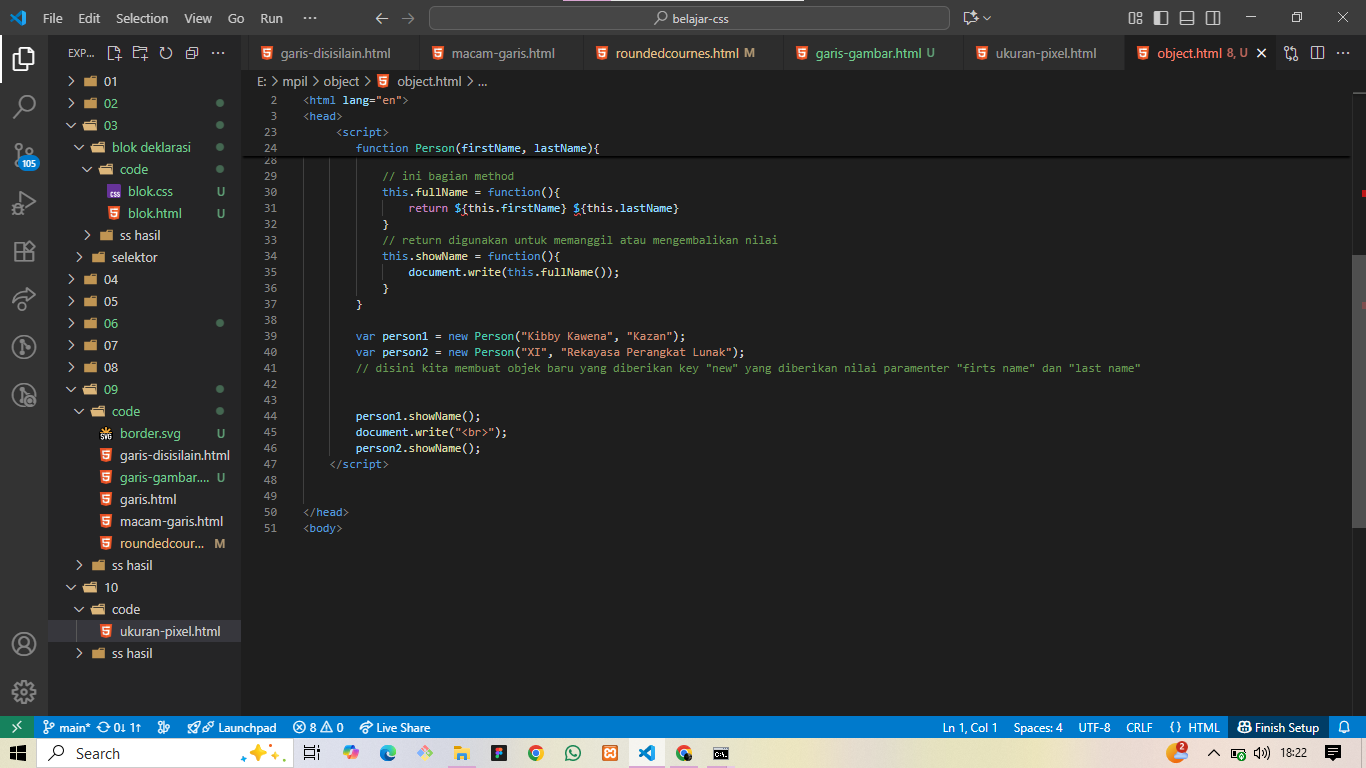 File Edit Selection View Go Run ··· belajar-css
EXP...
garis-disisilain.html macam-garis.html roundedcournes.html M garis-gambar.html U ukuran-pixel.html object.html 8, U
E: > mpil > object > object.html > ...
01
02
03
blok deklarasi
code
blok.css U
blok.html U
ss hasil
selektor
04
05
06
07
08
09
code
border.svg U
garis-disisilain.html
garis-gambar.... U
garis.html
macam-garis.html
roundedcour... M
ss hasil
10
code
ukuran-pixel.html
ss hasil
105
2 <html lang="en">
3 <head>
23 <script>
24 function Person(firstName, lastName){
28
29 // ini bagian method
30 this.fullName = function(){
31 return ${this.firstName} ${this.lastName}
32 }
33 // return digunakan untuk memanggil atau mengembalikan nilai
34 this.showName = function(){
35 document.write(this.fullName());
36 }
37 }
38
39 var person1 = new Person("Kibby Kawena", "Kazan");
40 var person2 = new Person("XI", "Rekayasa Perangkat Lunak");
41 // disini kita membuat objek baru yang diberikan key "new" yang diberikan nilai paramenter "firts name" dan "last name"
42
43
44 person1.showName();
45 document.write("<br>");
46 person2.showName();
47 </script>
48
49
50 </head>
51 <body>
main* 0↓ 1↑ Launchpad 8 0 Live Share Ln 1, Col 1 Spaces: 4 UTF-8 CRLF {} HTML Finish Setup
Search 2 18:22